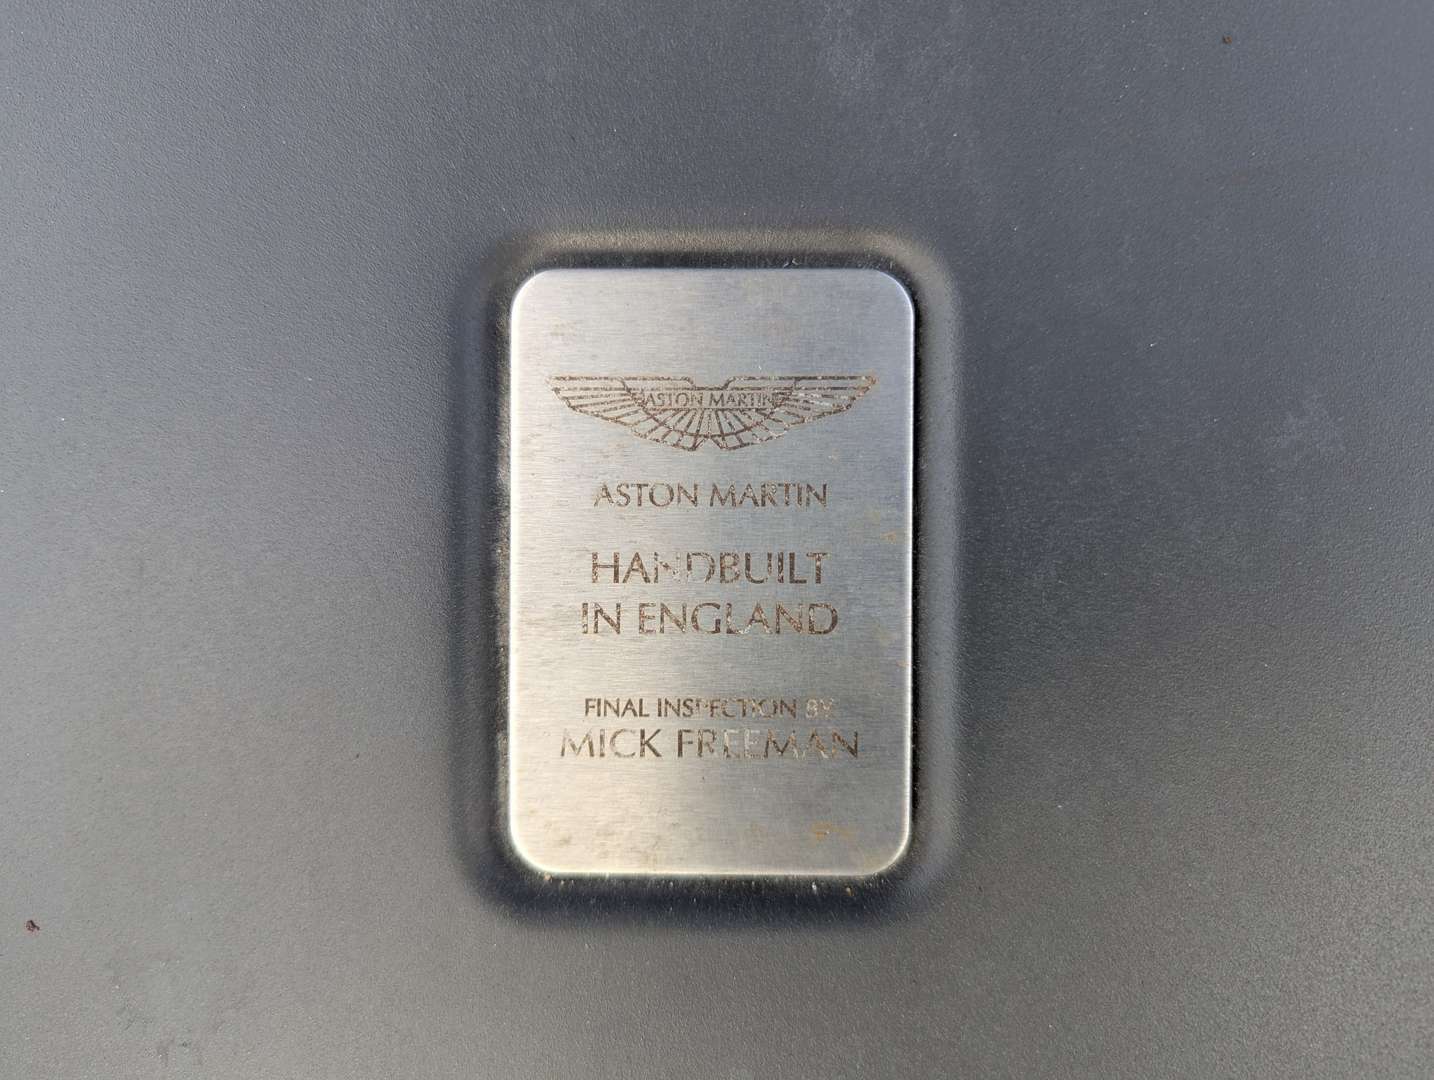 ASTON MARTIN
ASTON MARTIN
HANDBUILT
IN ENGLAND
FINAL INSPECTION BY
MICK FREEMAN